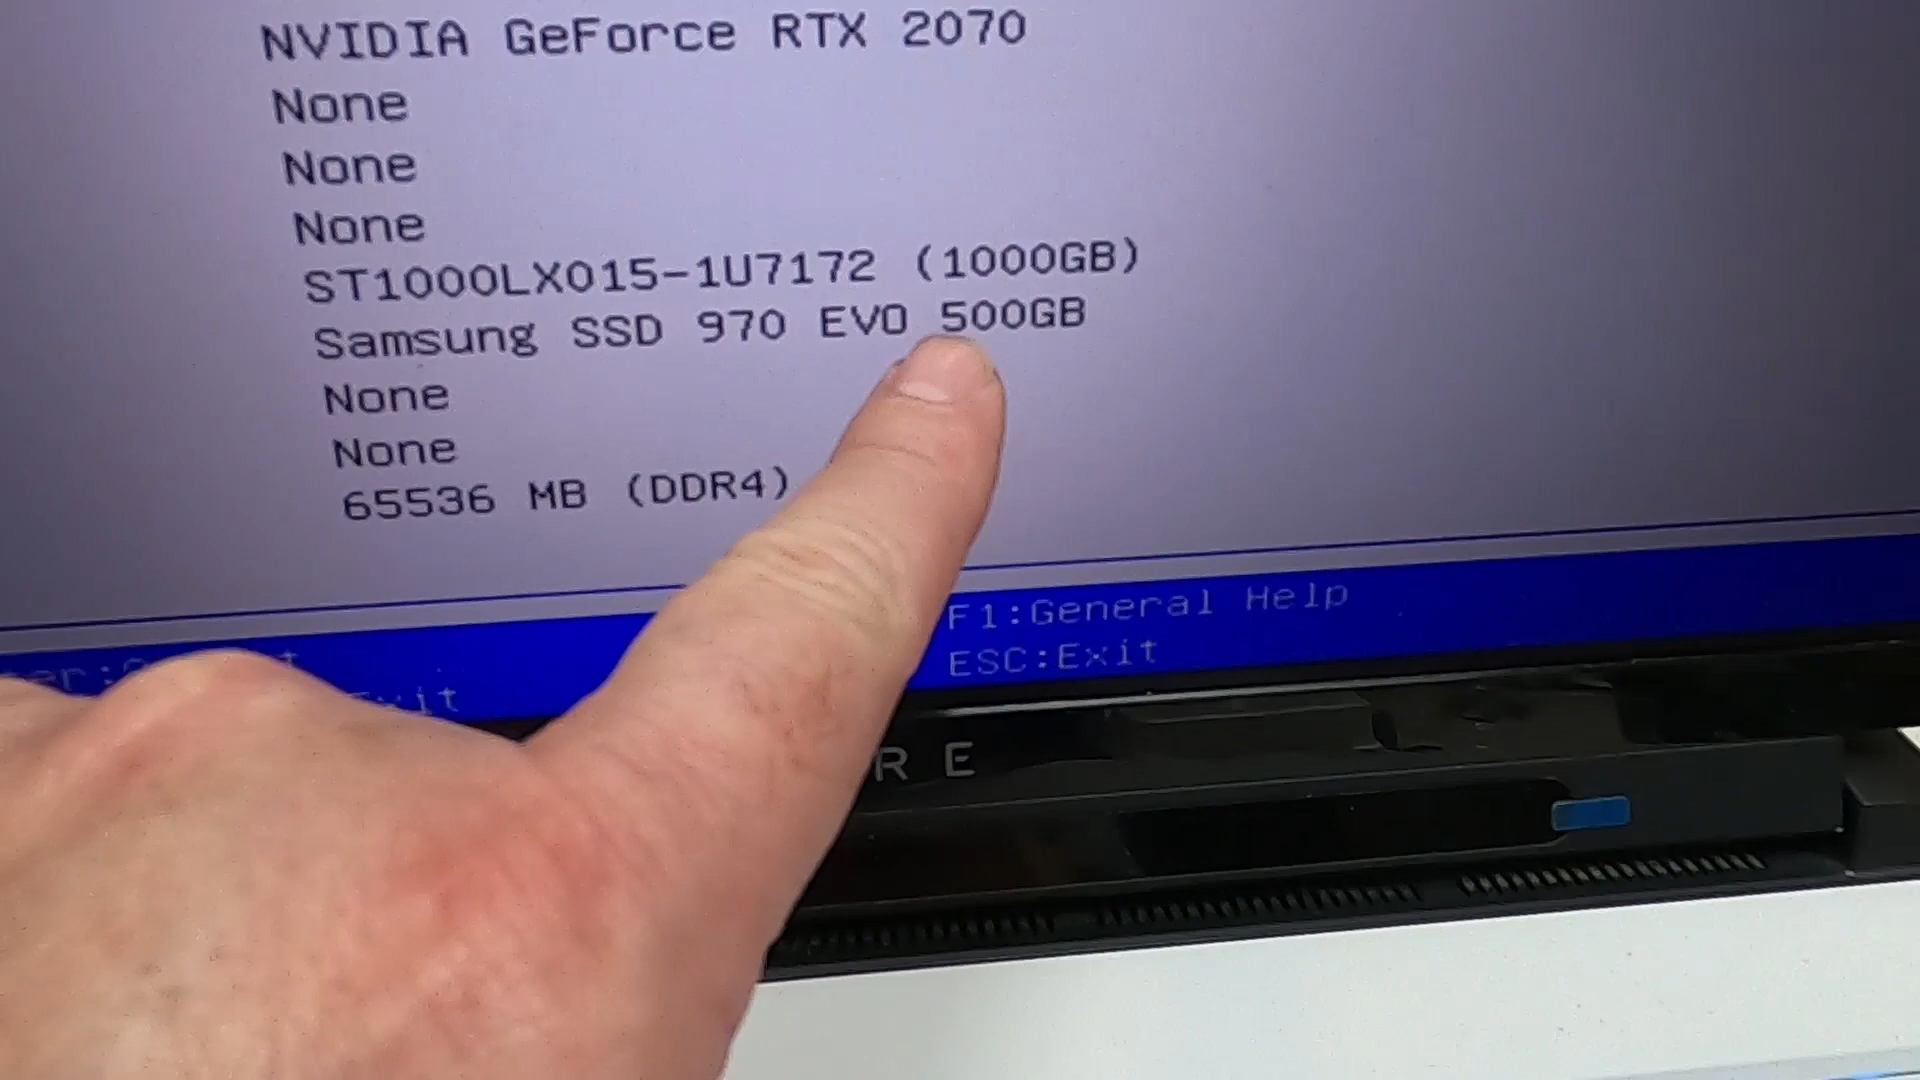 NVIDIA GeForce RTX 2070
None
None
None
ST1000LX015-1U7172 (1000GB)
Samsung SSD 970 EVO 500GB
None
None
65536 MB (DDR4)
F1:General Help
ESC:Exit